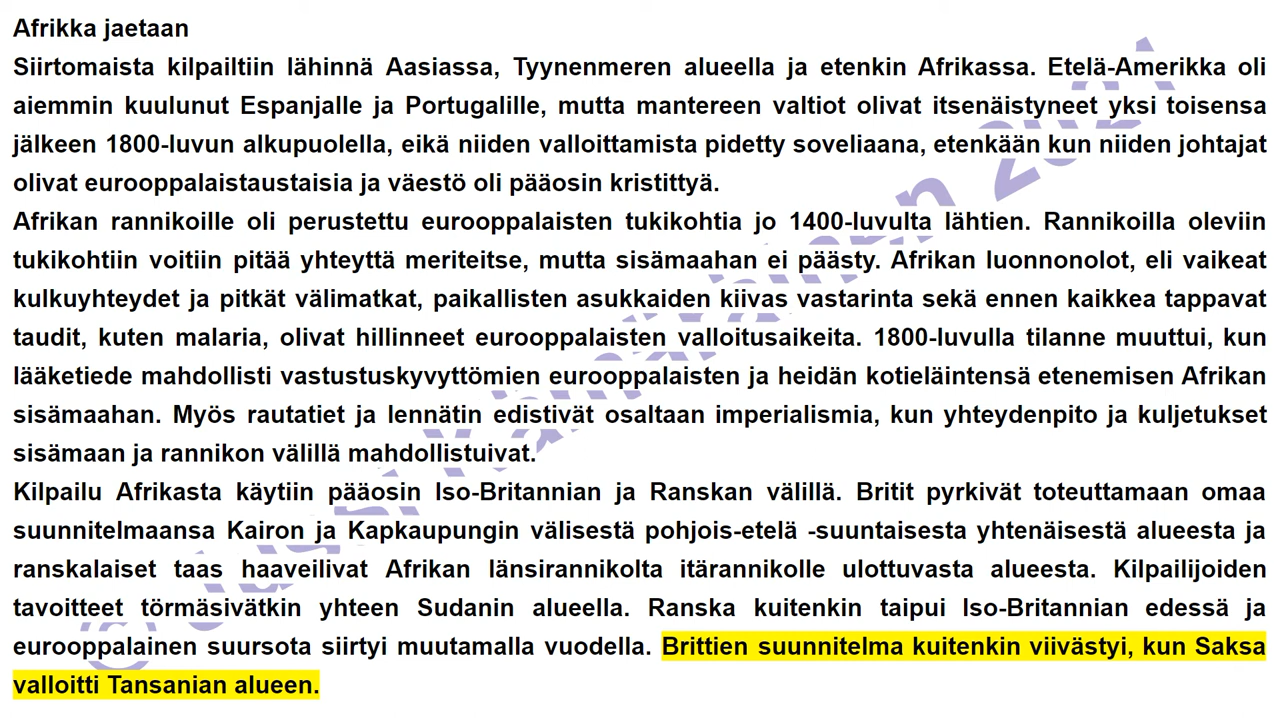 Afrikka jaetaan
Siirtomaista kilpailtiin lähinnä Aasiassa, Tyynenmeren alueella ja etenkin Afrikassa. Etelä-Amerikka oli
aiemmin kuulunut Espanjalle ja Portugalille, mutta mantereen valtiot olivat itsenäistyneet yksi toisensa
jälkeen 1800-luvun alkupuolella, eikä niiden valloittamista pidetty soveliaana, etenkään kun niiden johtajat
olivat eurooppalaistaustaisia ja väestö oli pääosin kristittyä.
Afrikan rannikoille oli perustettu eurooppalaisten tukikohtia jo 1400-luvulta lähtien. Rannikoilla oleviin
tukikohtiin voitiin pitää yhteyttä meriteitse, mutta sisämaahan ei päästy. Afrikan luonnonolot, eli vaikeat
kulkuyhteydet ja pitkät välimatkat, paikallisten asukkaiden kiivas vastarinta sekä ennen kaikkea tappavat
taudit, kuten malaria, olivat hillinneet eurooppalaisten valloitusaikeita. 1800-luvulla tilanne muuttui, kun
lääketiede mahdollisti vastustuskyvyttömien eurooppalaisten ja heidän kotieläintensä etenemisen Afrikan
sisämaahan. Myös rautatiet ja lennätin edistivät osaltaan imperialismia, kun yhteydenpito ja kuljetukset
sisämaan ja rannikon välillä mahdollistuivat.
Kilpailu Afrikasta käytiin pääosin Iso-Britannian ja Ranskan välillä. Britit pyrkivät toteuttamaan omaa
suunnitelmaansa Kairon ja Kapkaupungin välisestä pohjois-etelä -suuntaisesta yhtenäisestä alueesta ja
ranskalaiset taas haaveilivat Afrikan länsirannikolta itärannikolle ulottuvasta alueesta. Kilpailijoiden
tavoitteet törmäsivätkin yhteen Sudanin alueella. Ranska kuitenkin taipui Iso-Britannian edessä ja
eurooppalainen suursota siirtyi muutamalla vuodella. Brittien suunnitelma kuitenkin viivästyi, kun Saksa
valloitti Tansanian alueen.